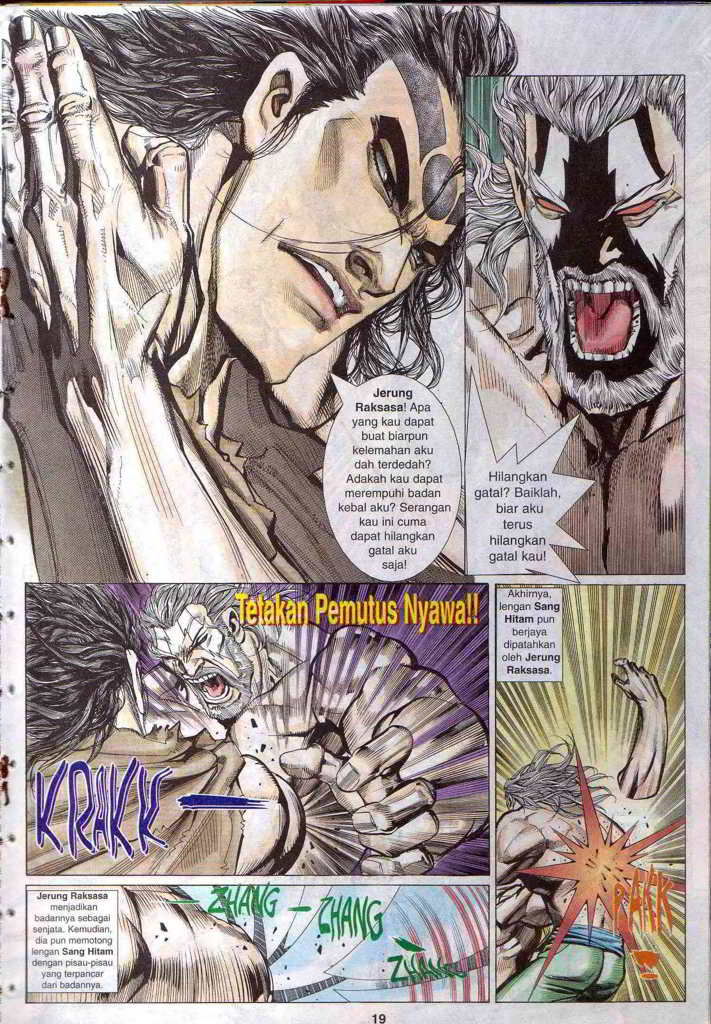 Jerung
Raksasa! Apa
yang kau dapat
buat biarpun
kelemahan aku
dah terdedah?
Adakah kau dapat
merempuhi badan
kebal aku? Serangan
kau ini cuma
dapat hilangkan
gatal aku
saja!
Hilangkan
gatal? Baiklah,
biar aku
terus
hilangkan
gatal kau!
Tetakan Pemutus Nyawa!!
KRAKK
Akhirnya,
lengan Sang
Hitam pun
berjaya
dipatahkan
oleh Jerung
Raksasa.
PAKK
Jerung Raksasa
menjadikan
badannya sebagai
senjata. Kemudian,
dia pun memotong
lengan Sang Hitam
dengan pisau-pisau
yang terpancar
dari badannya.
ZHANG – ZHANG
ZHANG
19